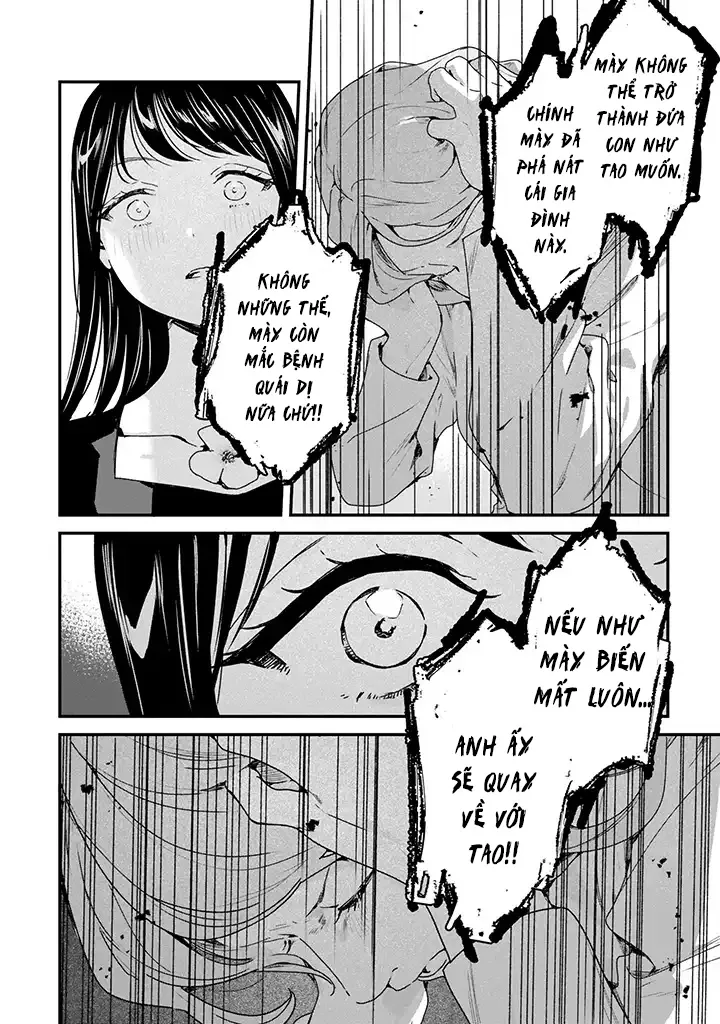 MÀY KHÔNG
THỂ TRỞ
THÀNH ĐỨA
CON NHƯ
TAO MUỐN.
CHÍNH
MÀY ĐÃ
PHÁ NÁT
CÁI GIA
ĐÌNH
NÀY.
KHÔNG
NHỮNG THẾ,
MÀY CÒN
MẮC BỆNH
QUÁI DỊ
NỮA CHỨ!!
NẾU NHƯ
MÀY BIẾN
MẤT LUÔN...
ANH ẤY
SẼ QUAY
VỀ VỚI
TAO!!